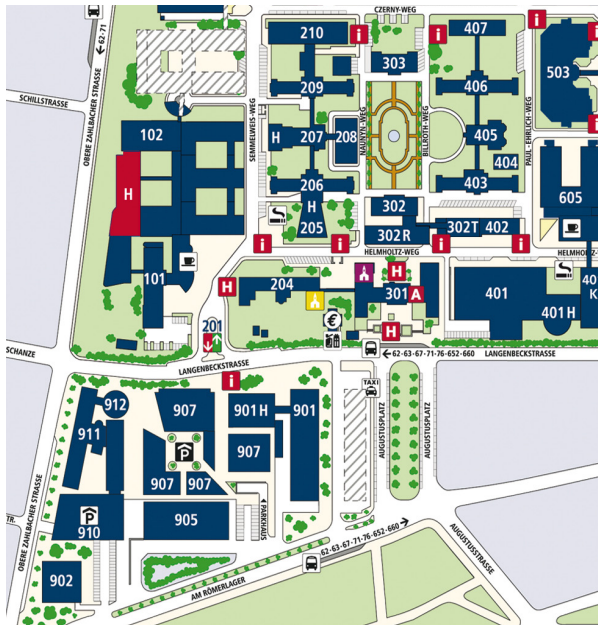 CZERNY-WEG
210
407
62-71
303
503
209
406
SCHILLSTRASSE
OBERE ZAHLBACHER STRASSE
SEMMELWEIS-WEG
NAUNYN-WEG
BILLROTH-WEG
PAUL-EHRLICH-WEG
102
H
207
208
405
404
H
206
403
605
H
205
302
302 R
302T
402
HELMHOLTZ-WEG
HELMHOLTZ-
101
H
204
H
301
A
401
401 H
K
201
€
H
SCHANZE
62-63-67-71-76-652-660
LANGENBECKSTRASSE
LANGENBECKSTRASSE
TAXI
912
907
901 H
901
911
907
AUGUSTUSPLATZ
AUGUSTUSPLATZ
P
907
907
OBERE ZAHLBACHER STRASSE
P
910
905
PARKHAUS
STR.
62-63-67-71-76-652-660
AUGUSTUSSTRASSE
902
AM RÖMERLAGER